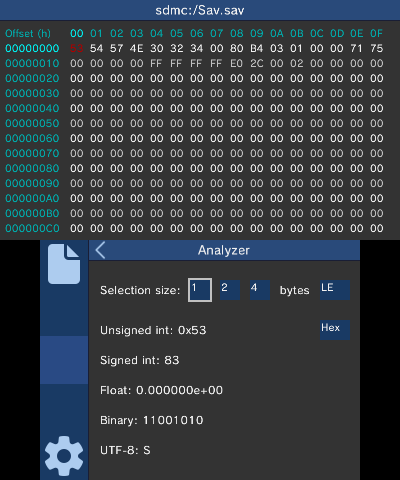 sdmc:/Sav.sav
Offset (h) 00 01 02 03 04 05 06 07 08 09 0A 0B 0C 0D 0E 0F
00000000 53 54 57 4E 30 32 34 00 80 B4 03 01 00 00 71 75
00000010 00 00 00 00 FF FF FF FF E0 2C 00 02 00 00 00 00
00000020 00 00 00 00 00 00 00 00 00 00 00 00 00 00 00 00
00000030 00 00 00 00 00 00 00 00 00 00 00 00 00 00 00 00
00000040 00 00 00 00 00 00 00 00 00 00 00 00 00 00 00 00
00000050 00 00 00 00 00 00 00 00 00 00 00 00 00 00 00 00
00000060 00 00 00 00 00 00 00 00 00 00 00 00 00 00 00 00
00000070 00 00 00 00 00 00 00 00 00 00 00 00 00 00 00 00
00000080 00 00 00 00 00 00 00 00 00 00 00 00 00 00 00 00
00000090 00 00 00 00 00 00 00 00 00 00 00 00 00 00 00 00
000000A0 00 00 00 00 00 00 00 00 00 00 00 00 00 00 00 00
000000B0 00 00 00 00 00 00 00 00 00 00 00 00 00 00 00 00
000000C0 00 00 00 00 00 00 00 00 00 00 00 00 00 00 00 00
Analyzer
Selection size: 1 2 4 bytes LE
Unsigned int: 0x53 Hex
Signed int: 83
Float: 0.000000e+00
Binary: 11001010
UTF-8: S